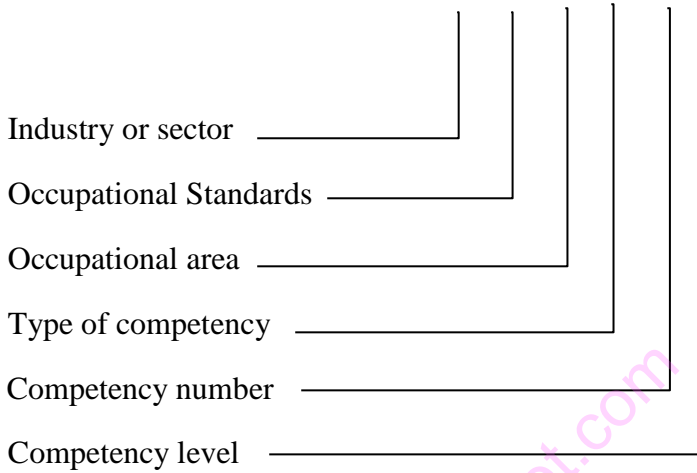 Industry or sector
Occupational Standards
Occupational area
Type of competency
Competency number
Competency level